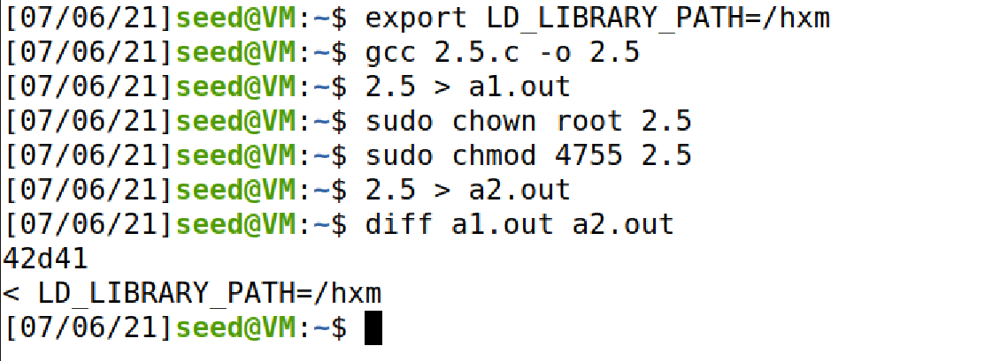 [07/06/21]seed@VM:~$ export LD_LIBRARY_PATH=/hxm
[07/06/21]seed@VM:~$ gcc 2.5.c -o 2.5
[07/06/21]seed@VM:~$ 2.5 > a1.out
[07/06/21]seed@VM:~$ sudo chown root 2.5
[07/06/21]seed@VM:~$ sudo chmod 4755 2.5
[07/06/21]seed@VM:~$ 2.5 > a2.out
[07/06/21]seed@VM:~$ diff a1.out a2.out
42d41
< LD_LIBRARY_PATH=/hxm
[07/06/21]seed@VM:~$